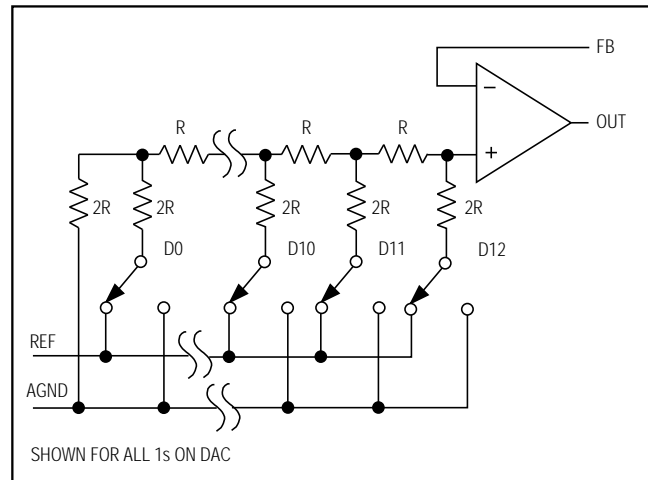 FB
−
OUT
+
R
R
R
2R
2R
2R
2R
2R
D0
D10
D11
D12
REF
AGND
SHOWN FOR ALL 1s ON DAC